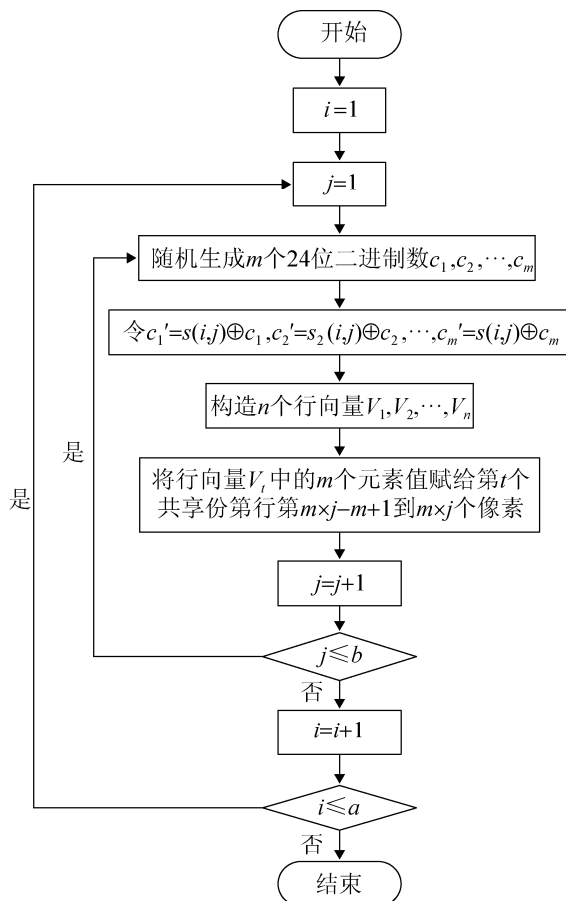 开始
i=1
j=1
随机生成m个24位二进制数c₁,c₂,⋯,cₘ
令c₁′=s(i,j)⊕c₁,c₂′=s₂(i,j)⊕c₂,⋯,cₘ′=s(i,j)⊕cₘ
构造n个行向量V₁,V₂,⋯,Vₙ
将行向量Vₜ中的m个元素值赋给第t个
共享份第行第m×j−m+1到m×j个像素
j=j+1
j≤b
是
否
i=i+1
i≤a
是
否
结束